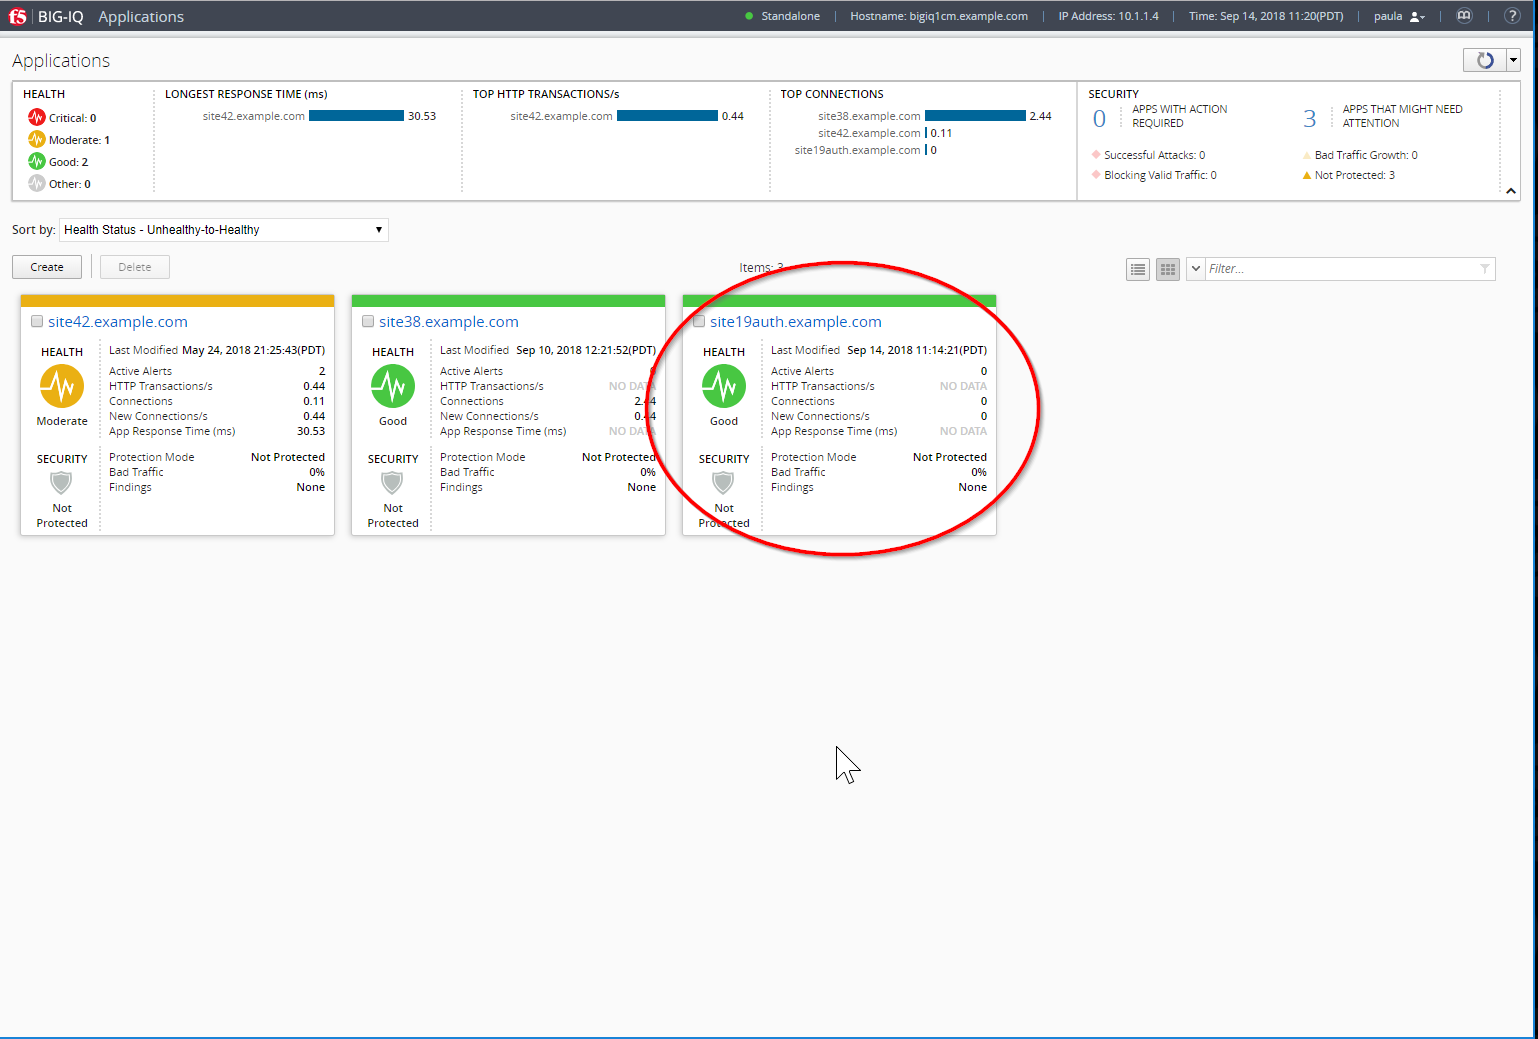 f5 BIG-IQ Applications Standalone Hostname: bigiq1cm.example.com IP Address: 10.1.1.4 Time: Sep 14, 2018 11:20(PDT) paula ?
Applications
HEALTH
Critical: 0
Moderate: 1
Good: 2
Other: 0
LONGEST RESPONSE TIME (ms)
site42.example.com 30.53
TOP HTTP TRANSACTIONS/s
site42.example.com 0.44
TOP CONNECTIONS
site38.example.com 2.44
site42.example.com 0.11
site19auth.example.com 0
SECURITY
0 APPS WITH ACTION
REQUIRED
Successful Attacks: 0
Blocking Valid Traffic: 0
3 APPS THAT MIGHT NEED
ATTENTION
Bad Traffic Growth: 0
Not Protected: 3
Sort by: Health Status - Unhealthy-to-Healthy
Create Delete Items: 3 Filter...
site42.example.com
HEALTH
Moderate
Last Modified May 24, 2018 21:25:43(PDT)
Active Alerts 2
HTTP Transactions/s 0.44
Connections 0.11
New Connections/s 0.44
App Response Time (ms) 30.53
SECURITY
Not
Protected
Protection Mode Not Protected
Bad Traffic 0%
Findings None
site38.example.com
HEALTH
Good
Last Modified Sep 10, 2018 12:21:52(PDT)
Active Alerts 0
HTTP Transactions/s NO DATA
Connections 2.44
New Connections/s 0.44
App Response Time (ms) NO DATA
SECURITY
Not
Protected
Protection Mode Not Protected
Bad Traffic 0%
Findings None
site19auth.example.com
HEALTH
Good
Last Modified Sep 14, 2018 11:14:21(PDT)
Active Alerts 0
HTTP Transactions/s NO DATA
Connections 0
New Connections/s 0
App Response Time (ms) NO DATA
SECURITY
Not
Protected
Protection Mode Not Protected
Bad Traffic 0%
Findings None